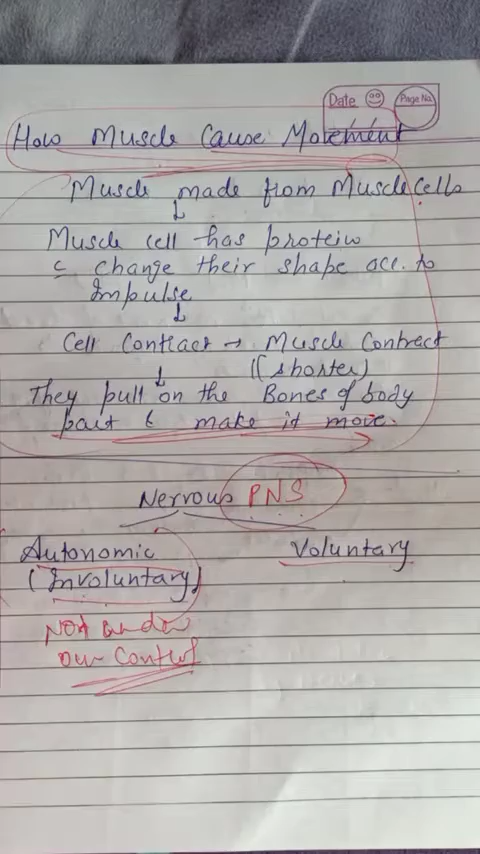 Date Page No.
How Muscle Cause Movement
Muscle made from Muscle cells
↓
Muscle cell has protein
c change their shape acc. to
Impulse
↓
Cell Contract → Muscle Contrect
↓ (shorter)
They pull on the Bones of body
part & make it move.
Nervous PNS
Autonomic Voluntary
(Involuntary)
Not under
our Control